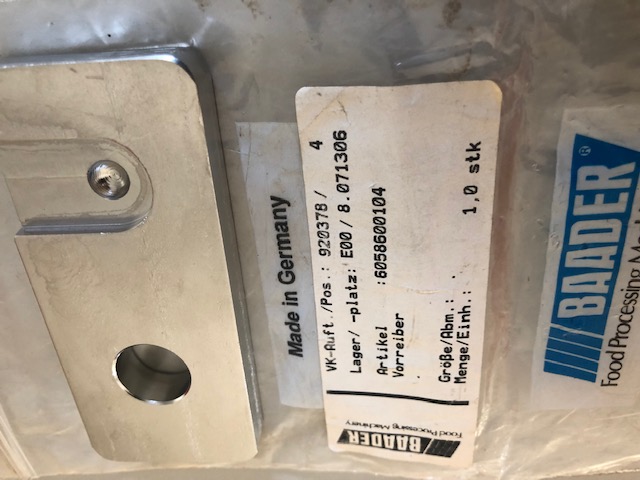 Made in Germany
BAADER
Food Processing Machinery
VK-Auft./Pos.: 920378 / 4
Lager/ -platz: E00 / 8.071306
Artikel :6058600104
Vorreiber
Größe/Abm.: .
Menge/Einh.: . 1,0 stk
BAADER®
Food Processing